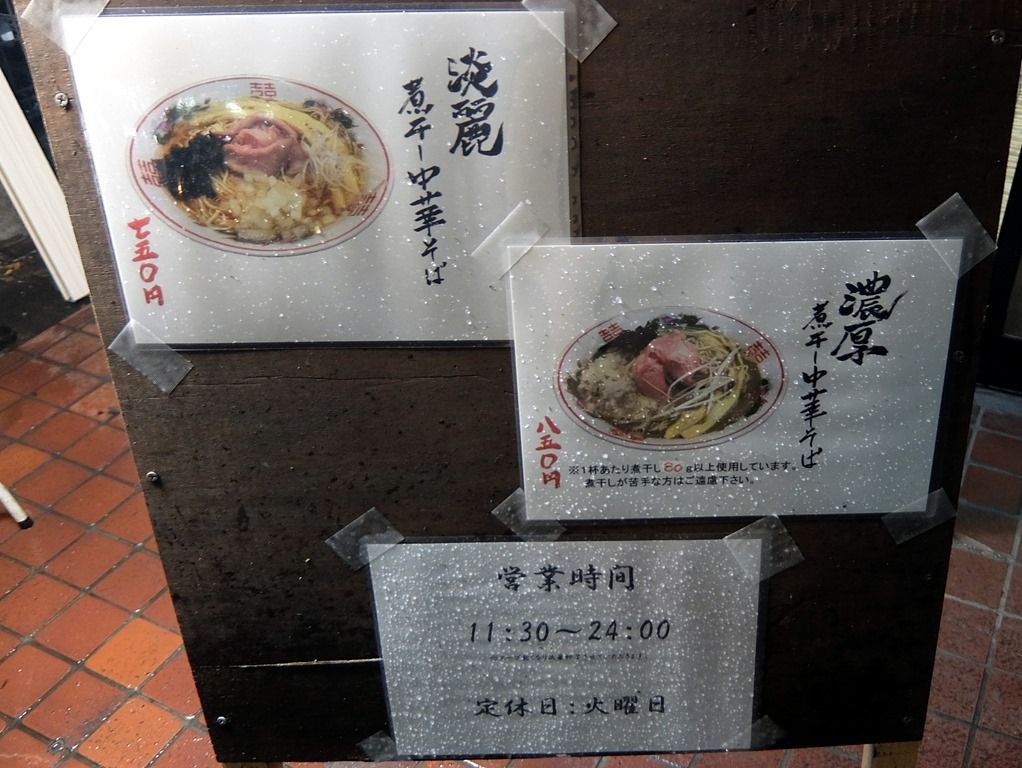 淡麗
煮干し中華そば
七五〇円
濃厚
煮干し中華そば
八五〇円
※1杯あたり煮干し80g以上使用しています。
煮干しが苦手な方はご遠慮下さい。
営業時間
11:30～24:00
定休日:火曜日